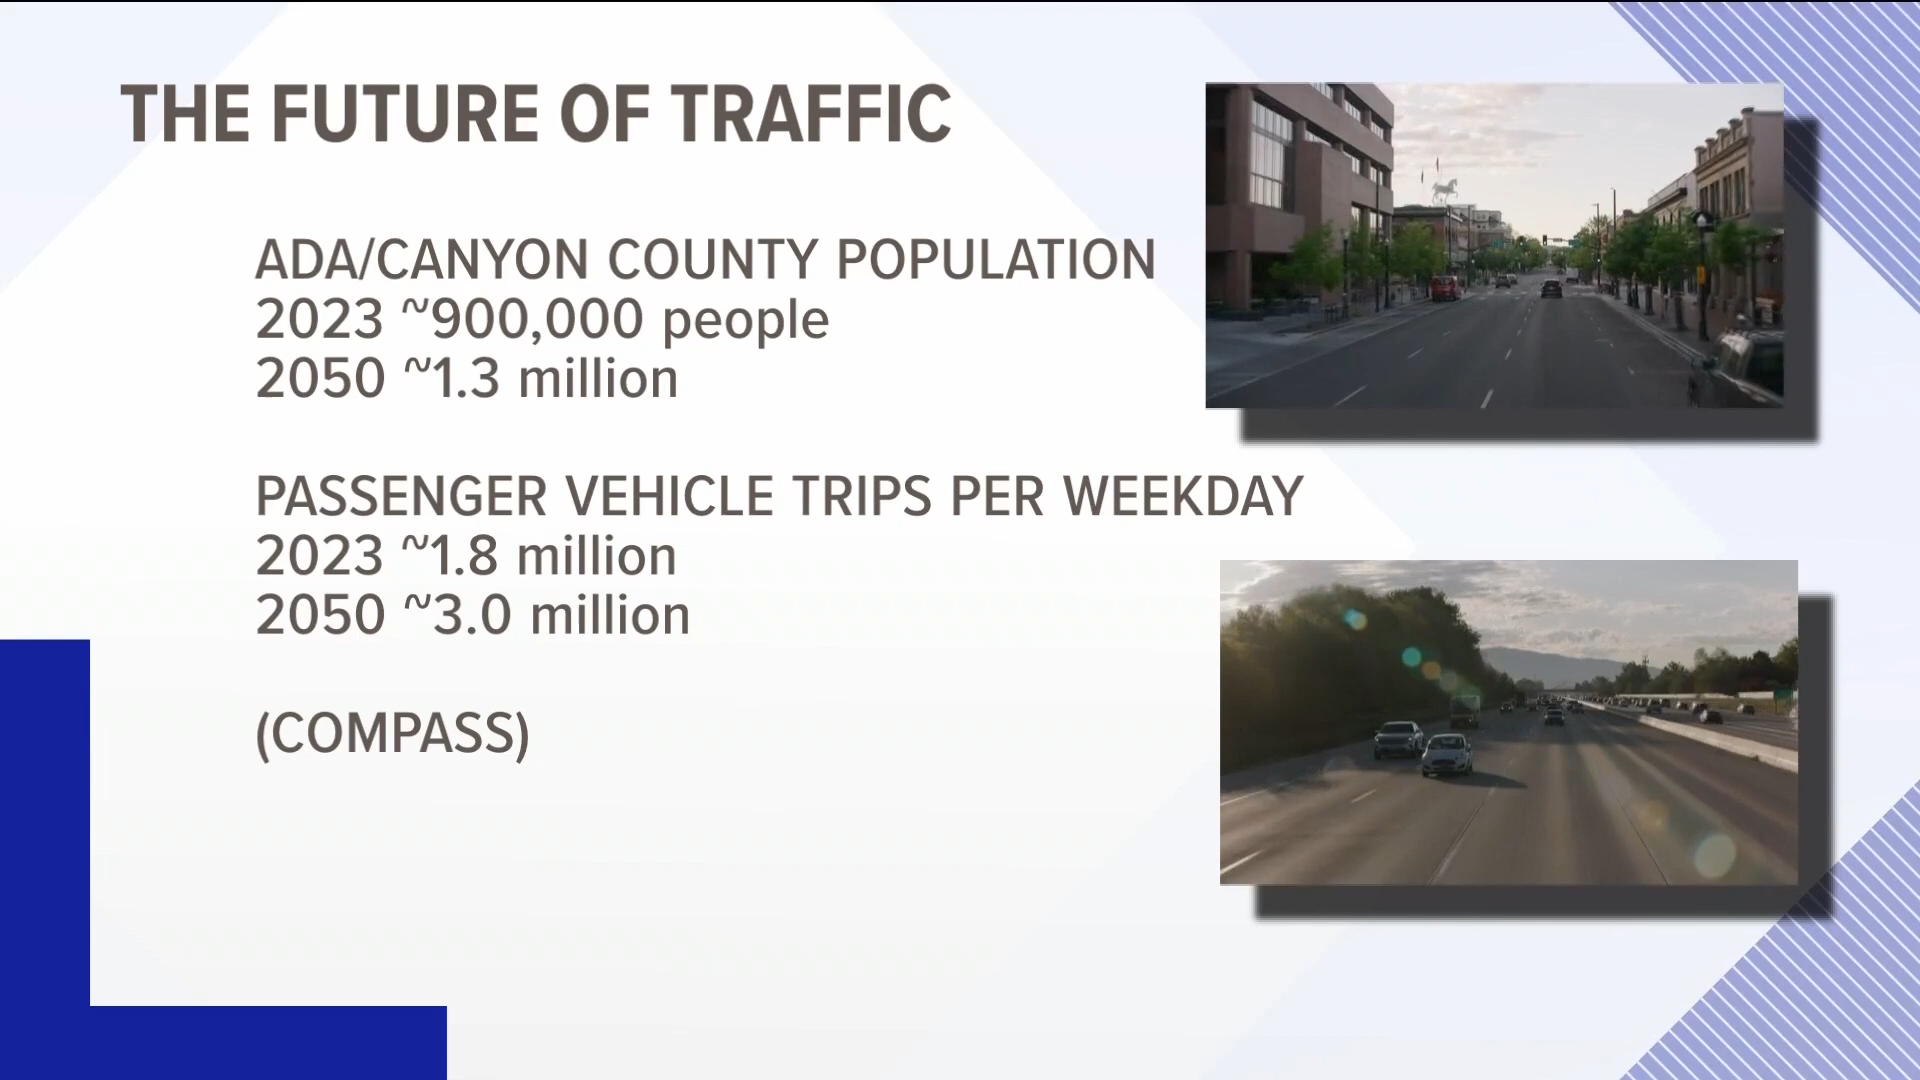 THE FUTURE OF TRAFFIC
ADA/CANYON COUNTY POPULATION
2023 ~900,000 people
2050 ~1.3 million
PASSENGER VEHICLE TRIPS PER WEEKDAY
2023 ~1.8 million
2050 ~3.0 million
(COMPASS)